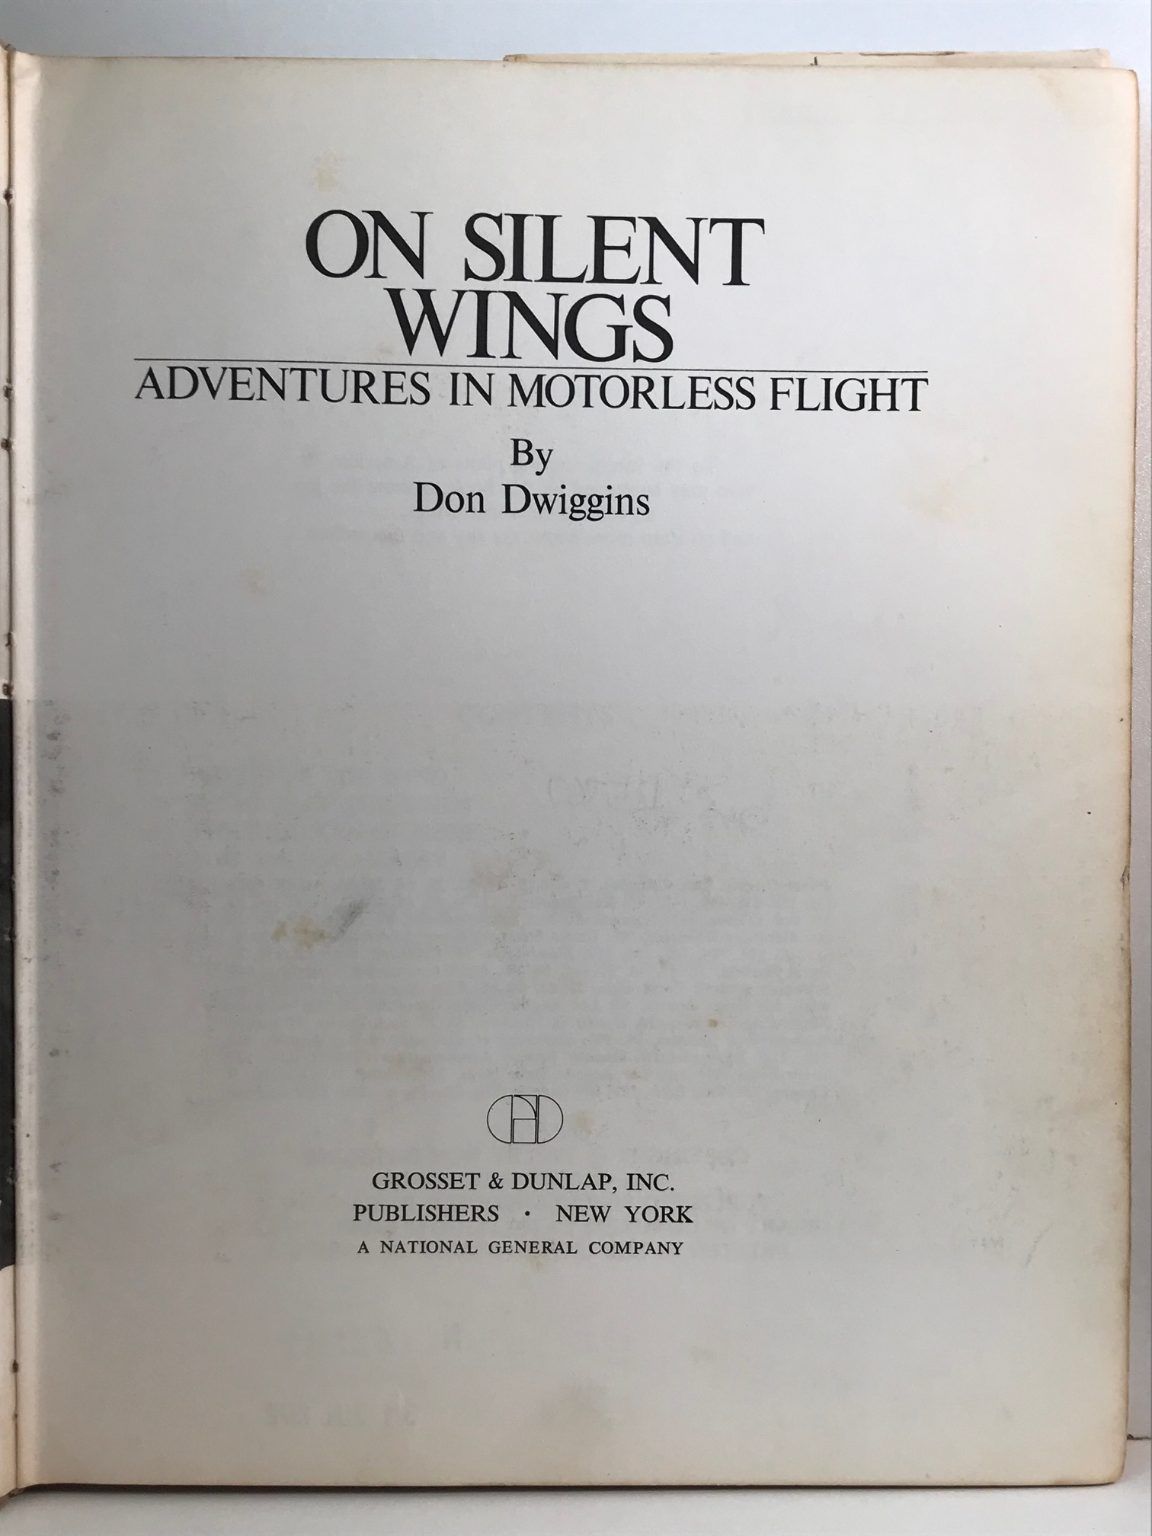 ON SILENT
WINGS
ADVENTURES IN MOTORLESS FLIGHT
By
Don Dwiggins
GROSSET & DUNLAP, INC.
PUBLISHERS · NEW YORK
A NATIONAL GENERAL COMPANY